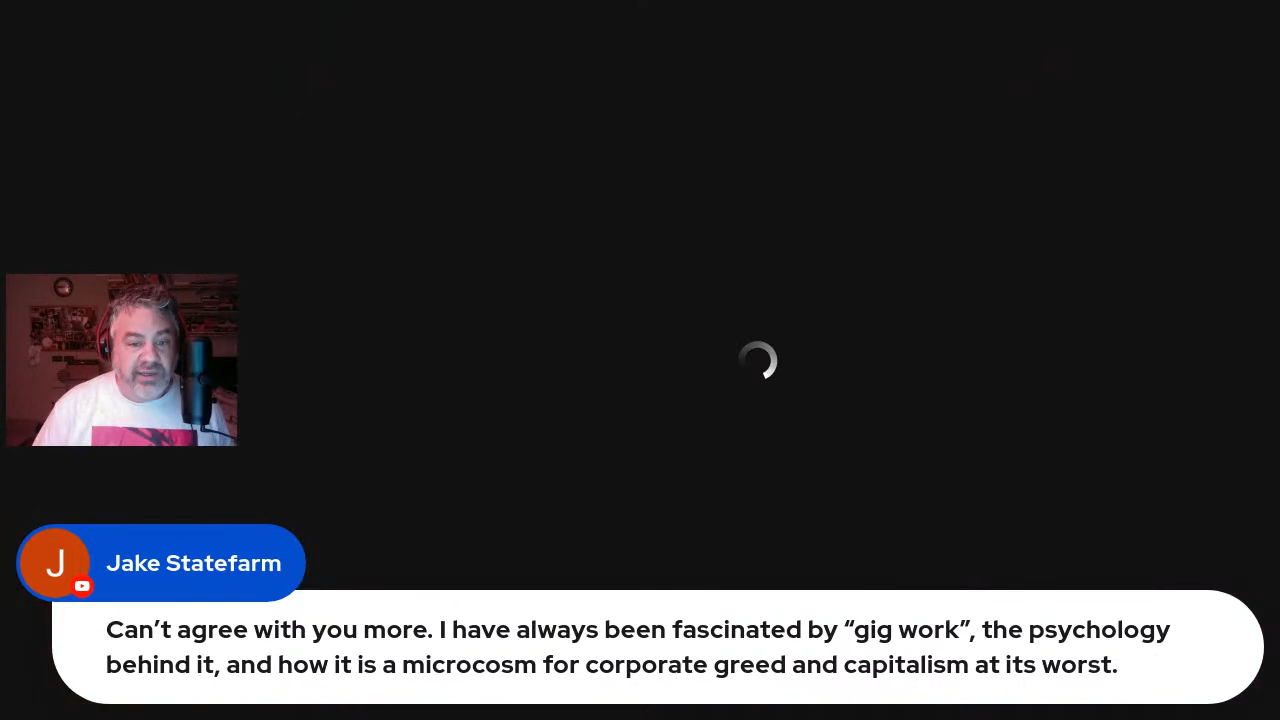 J
Jake Statefarm
Can’t agree with you more. I have always been fascinated by “gig work”, the psychology
behind it, and how it is a microcosm for corporate greed and capitalism at its worst.